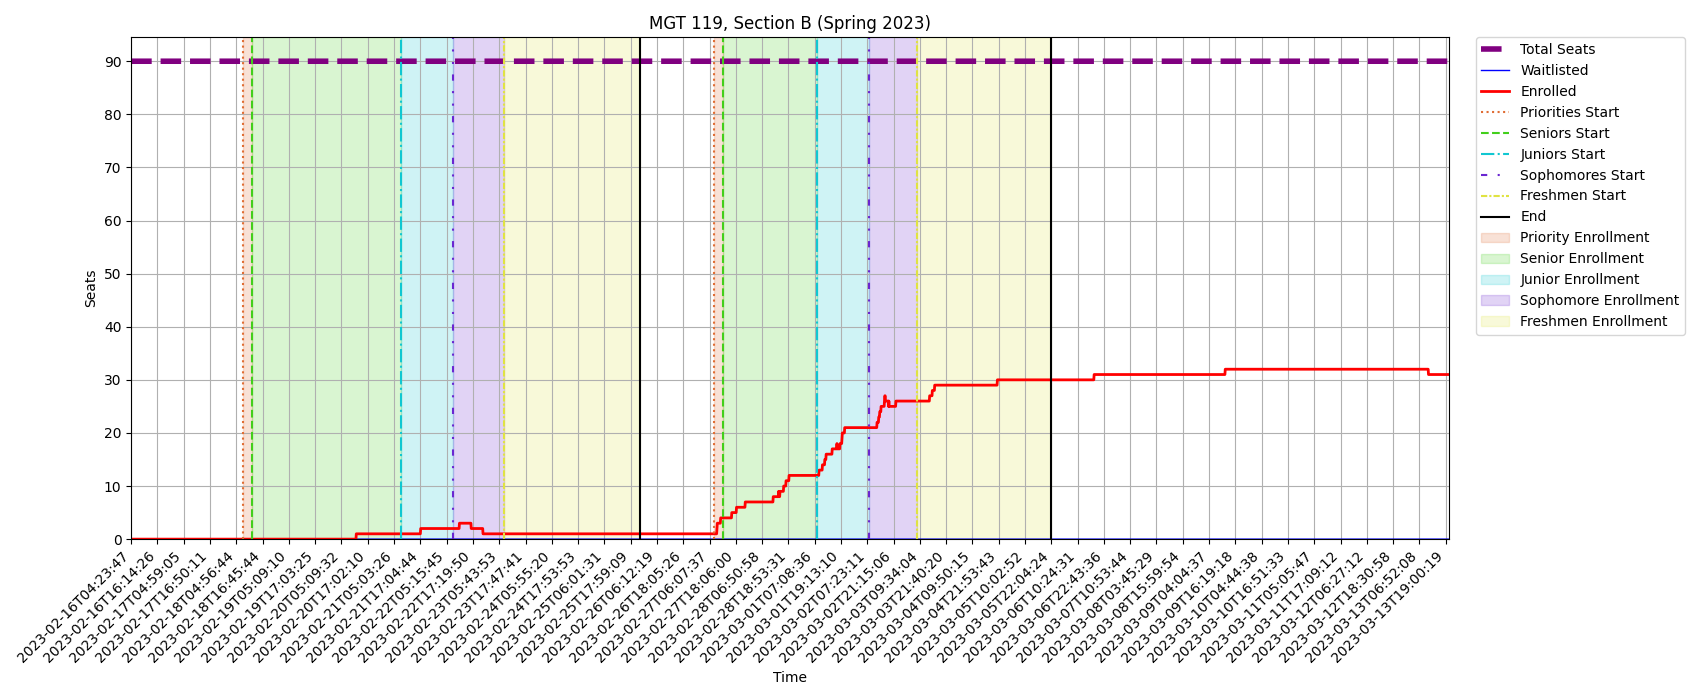 MGT 119, Section B (Spring 2023)
Seats
90
80
70
60
50
40
30
20
10
0
2023-02-16T04:23:47
2023-02-16T16:14:26
2023-02-17T04:59:05
2023-02-17T16:50:11
2023-02-18T04:56:44
2023-02-18T16:45:44
2023-02-19T05:09:10
2023-02-19T17:03:25
2023-02-20T05:09:32
2023-02-20T17:02:10
2023-02-21T05:03:26
2023-02-21T17:04:44
2023-02-22T05:15:45
2023-02-22T17:19:50
2023-02-23T05:43:53
2023-02-23T17:47:41
2023-02-24T05:55:20
2023-02-24T17:53:53
2023-02-25T06:01:31
2023-02-25T17:59:09
2023-02-26T06:12:19
2023-02-26T18:05:26
2023-02-27T06:07:37
2023-02-27T18:06:00
2023-02-28T06:50:58
2023-02-28T18:53:31
2023-03-01T07:08:36
2023-03-01T19:13:10
2023-03-02T07:23:11
2023-03-02T21:15:06
2023-03-03T09:34:04
2023-03-03T21:40:20
2023-03-04T09:50:15
2023-03-04T21:53:43
2023-03-05T10:02:52
2023-03-05T22:04:24
2023-03-06T10:24:31
2023-03-06T22:43:36
2023-03-07T10:53:44
2023-03-08T03:45:29
2023-03-08T15:59:54
2023-03-09T04:04:37
2023-03-09T16:19:18
2023-03-10T04:44:38
2023-03-10T16:51:33
2023-03-11T05:05:47
2023-03-11T17:09:12
2023-03-12T06:27:12
2023-03-12T18:30:58
2023-03-13T06:52:08
2023-03-13T19:00:19
Time
Total Seats
Waitlisted
Enrolled
Priorities Start
Seniors Start
Juniors Start
Sophomores Start
Freshmen Start
End
Priority Enrollment
Senior Enrollment
Junior Enrollment
Sophomore Enrollment
Freshmen Enrollment